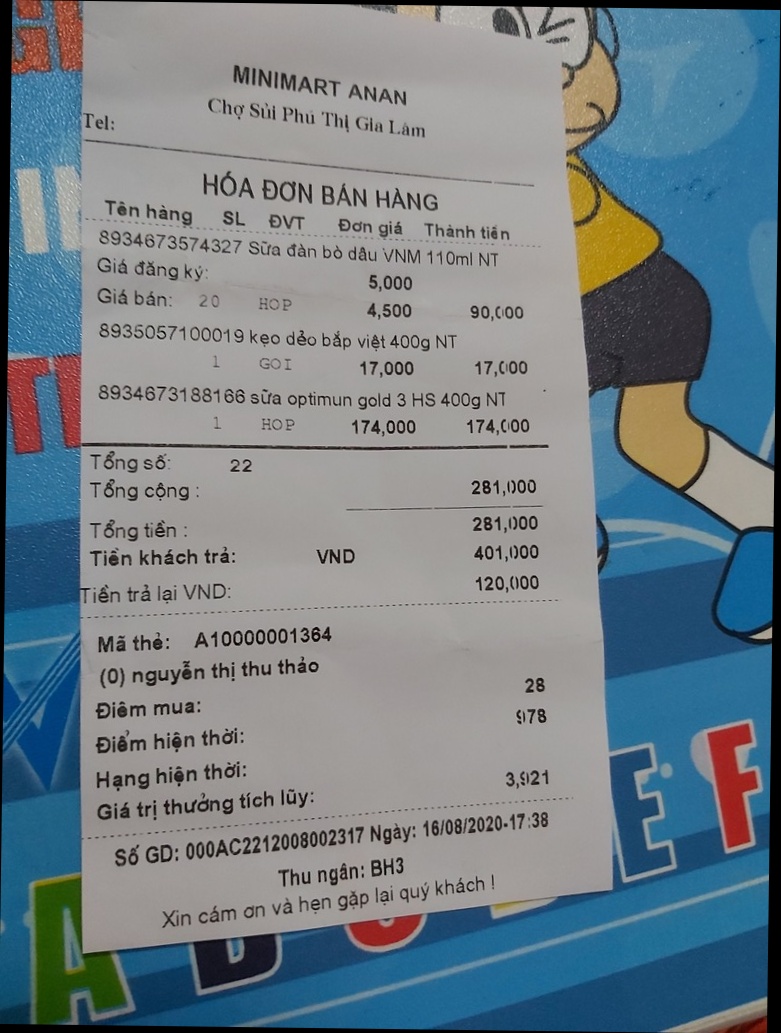 MINIMART ANAN
Chợ Sủi Phú Thị Gia Lâm
Tel:
HÓA ĐƠN BÁN HÀNG
Tên hàng SL ĐVT Đơn giá Thành tiền
8934673574327 Sữa đàn bò dâu VNM 110ml NT
Giá đăng ký: 5,000
Giá bán: 20 HOP 4,500 90,000
8935057100019 kẹo dẻo bắp việt 400g NT
1 GOI 17,000 17,000
8934673188166 sữa optimun gold 3 HS 400g NT
1 HOP 174,000 174,000
Tổng số: 22
Tổng cộng : 281,000
Tổng tiền : 281,000
Tiền khách trả: VND 401,000
Tiền trả lại VND: 120,000
Mã thẻ: A10000001364
(0) nguyễn thị thu thảo
Điểm mua: 28
Điểm hiện thời: 978
Hạng hiện thời:
Giá trị thưởng tích lũy: 3,921
Số GD: 000AC2212008002317 Ngày: 16/08/2020-17:38
Thu ngân: BH3
Xin cám ơn và hẹn gặp lại quý khách !
A B C D E F